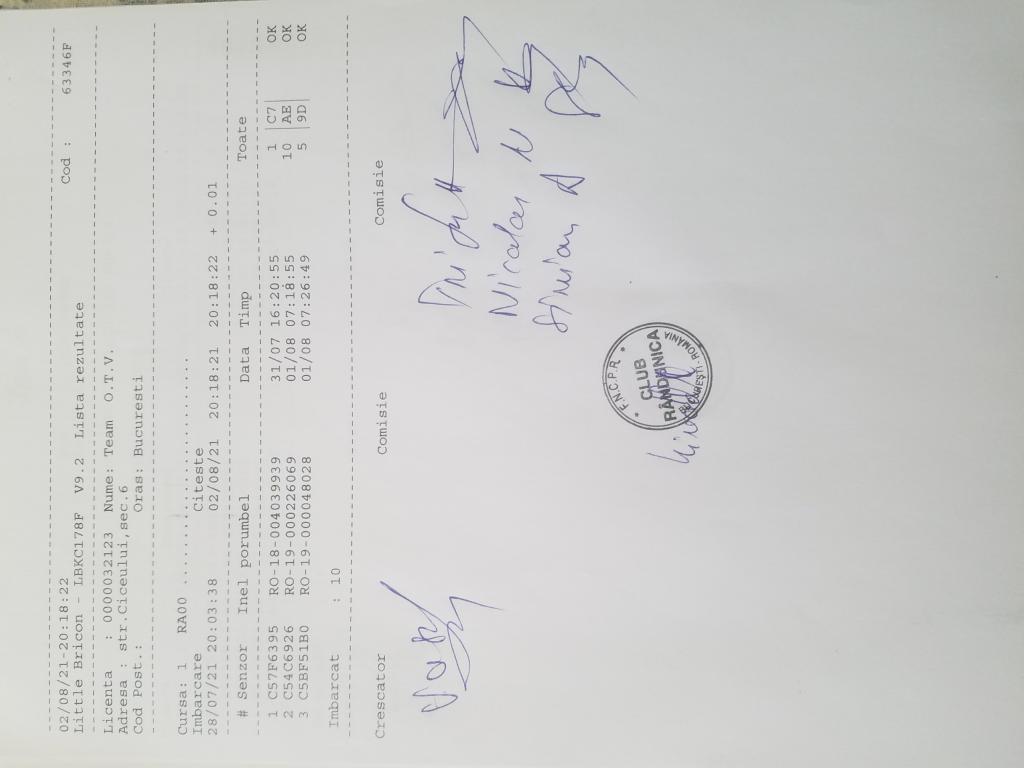 02/08/21-20:18:22
Little Bricon - LBKC178F V9.2 Lista rezultate Cod : 63346F
Licenta : 0000032123 Nume: Team O.T.V.
Adresa : str.Ciceului,sec.6
Cod Post.: Oras: Bucuresti
Cursa: 1 RA00 ..............................
Imbarcare Citeste
28/07/21 20:03:38 02/08/21 20:18:21 20:18:22 + 0.01
# Senzor Inel porumbel Data Timp Toate
1 C57F6395 RO-18-004039939 31/07 16:20:55 1 |C7| OK
2 C54C6926 RO-19-000226069 01/08 07:18:55 10 |AE| OK
3 C5BF51B0 RO-19-000048028 01/08 07:26:49 5 |9D| OK
Imbarcat : 10
Crescator Comisie Comisie
Nicolae
Simion
F.N.C.P.R.
CLUB
RÂNDUNICA
BUCUREȘTI - ROMÂNIA